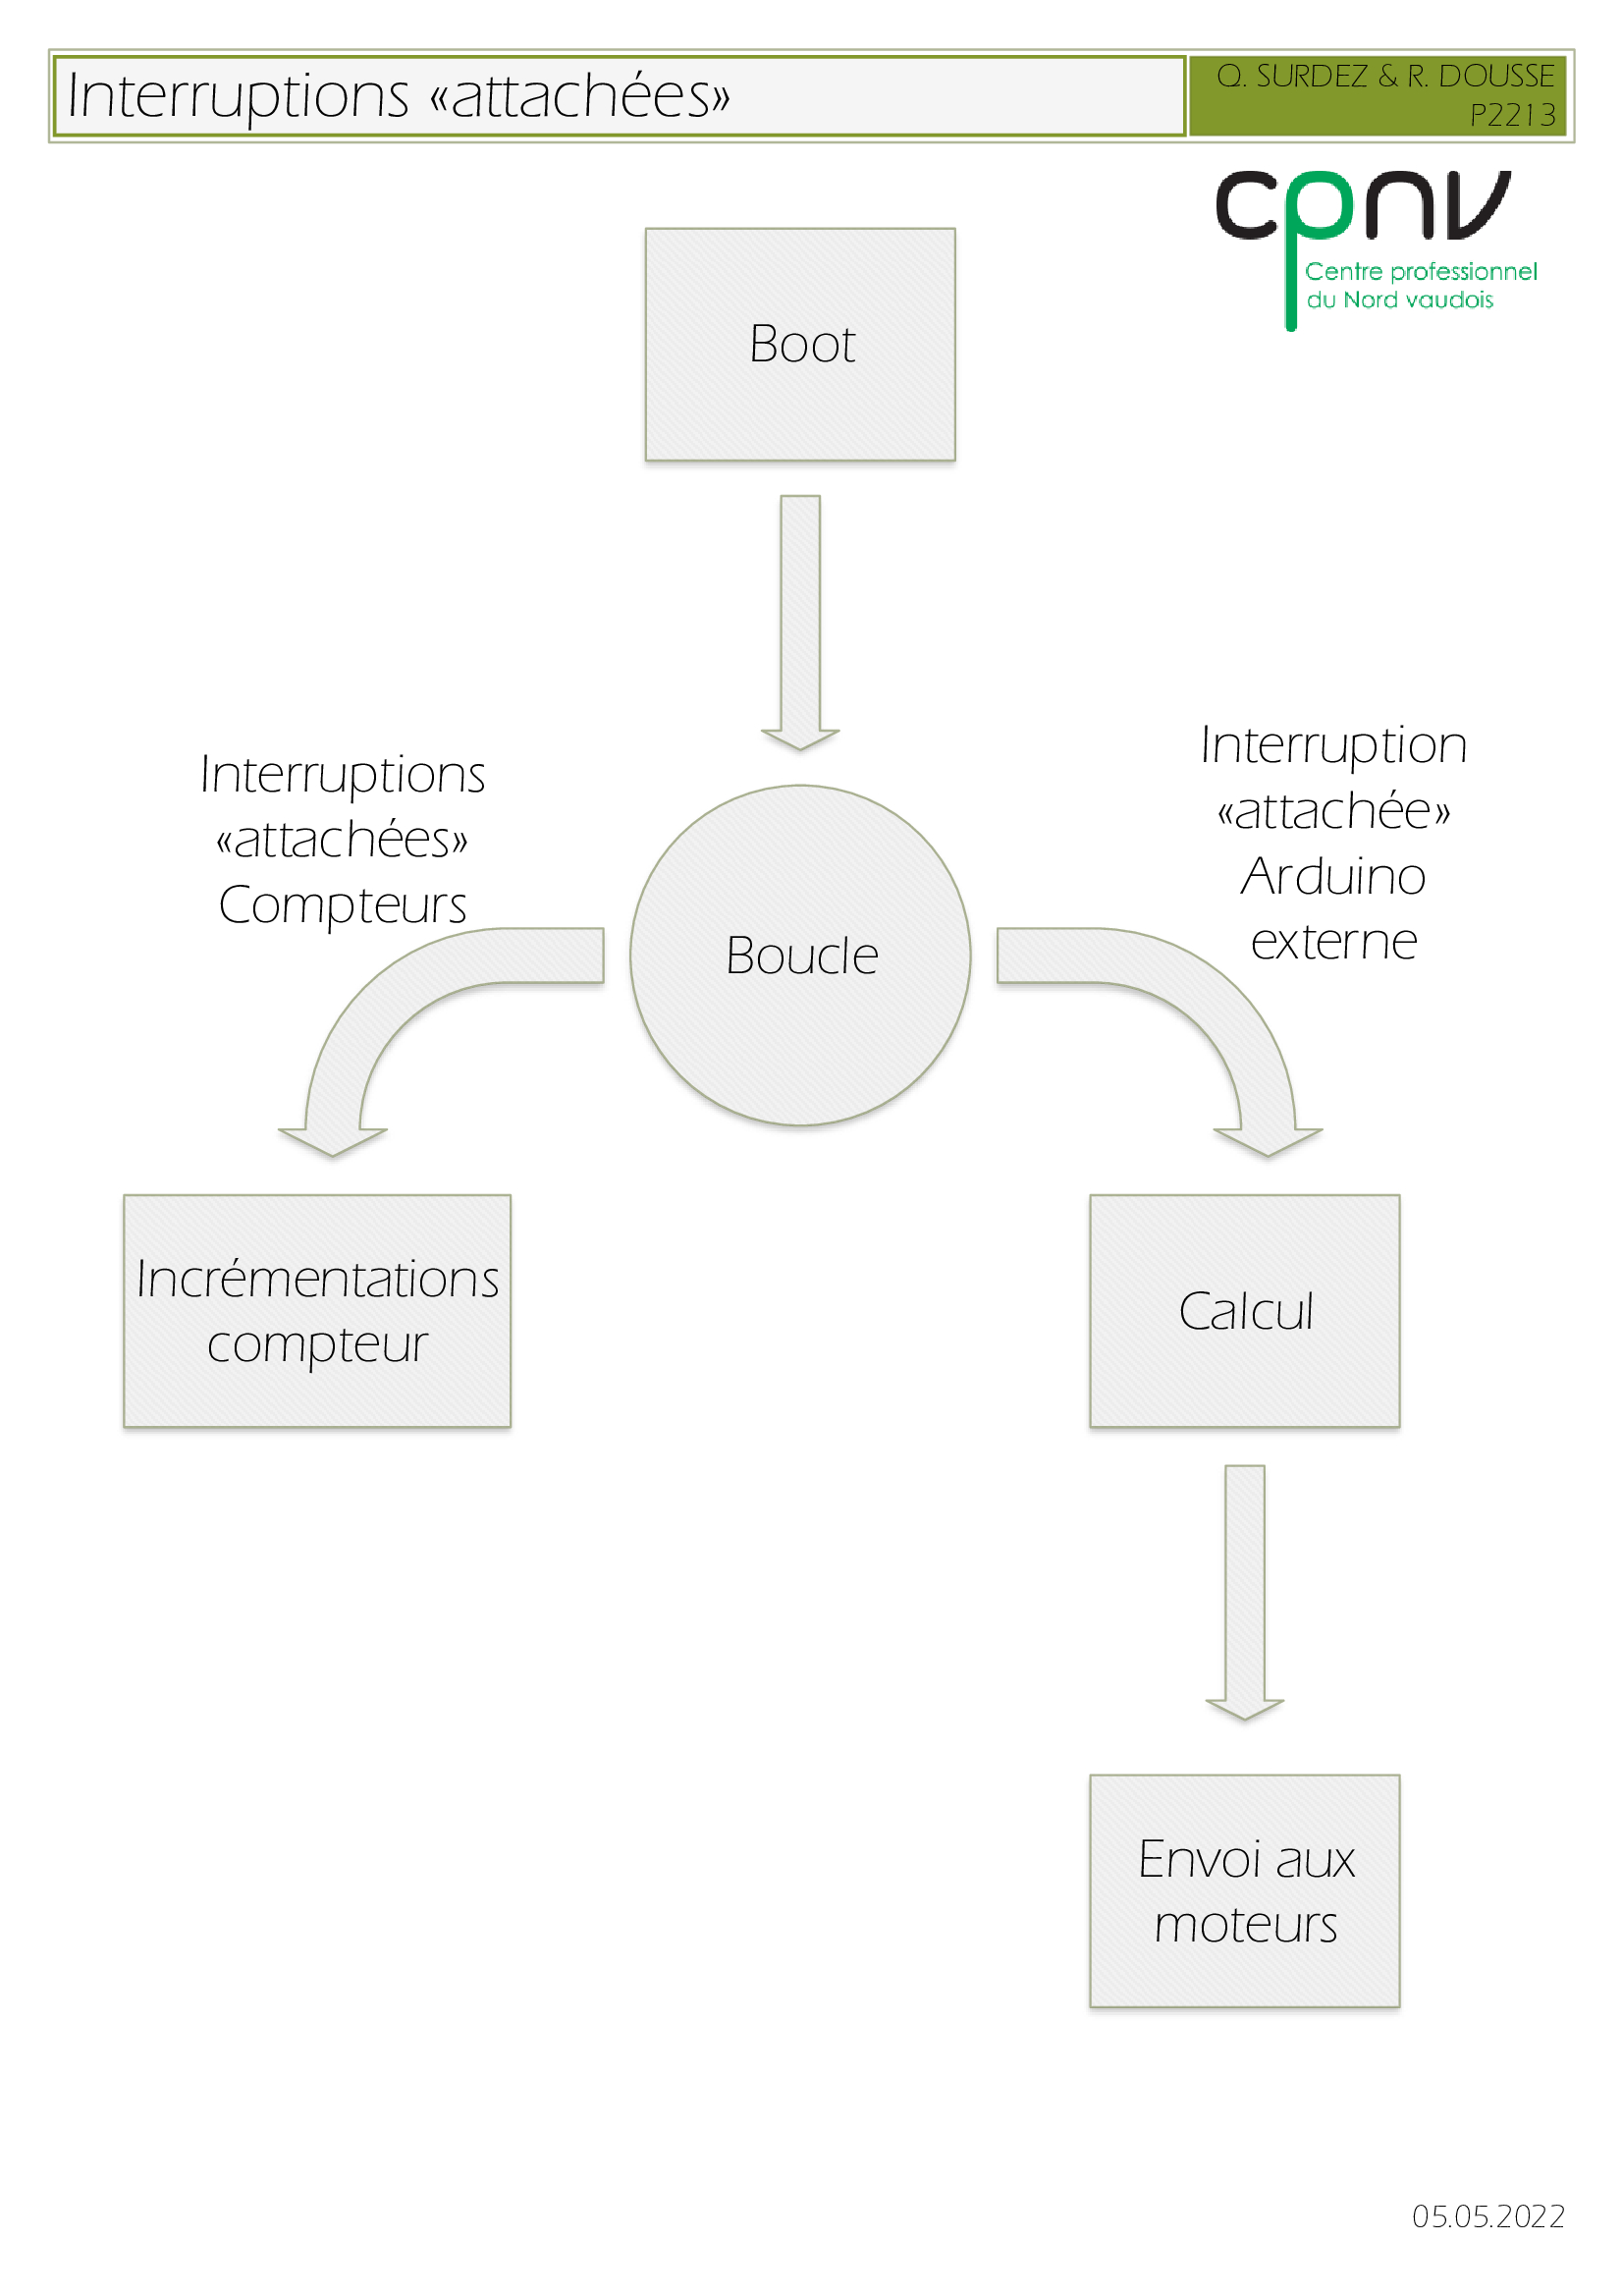 Interruptions «attachées»
Q. SURDEZ & R. DOUSSE
P2213
cpnv
Centre professionnel
du Nord vaudois
Boot
Interruptions
«attachées»
Compteurs
Interruption
«attachée»
Arduino
externe
Boucle
Incrémentations
compteur
Calcul
Envoi aux
moteurs
05.05.2022